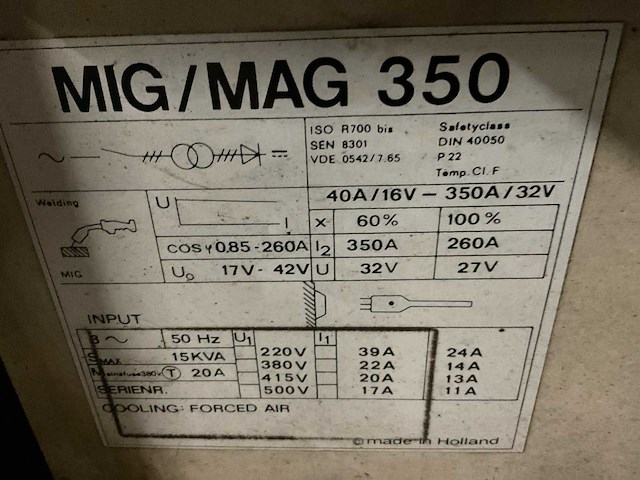 MIG/MAG 350
ISO R700 bis Safetyclass
SEN 8301 DIN 40050
VDE 0542/7.65 P 22
Temp. Cl. F
40A/16V – 350A/32V
Welding U I X 60% 100%
COS φ 0,85 - 260A I2 350A 260A
MIG U0 17V - 42V U 32V 27V
INPUT
3 ~ 50 Hz U1 I1
SMAX 15KVA 220V 39A 24A
Mainsfuse380V T 20A 380V 22A 14A
415V 20A 13A
SERIENR. 500V 17A 11A
COOLING: FORCED AIR
© made in Holland